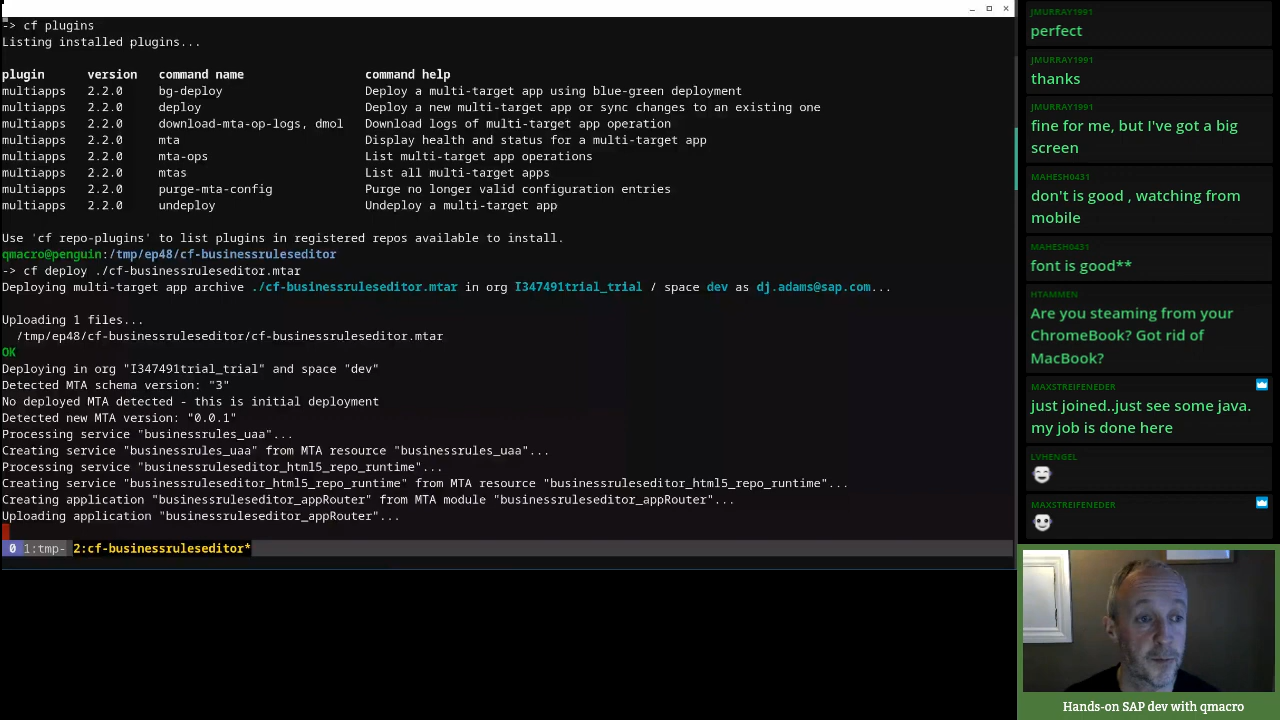 -> cf plugins
Listing installed plugins...
plugin version command name command help
multiapps 2.2.0 bg-deploy Deploy a multi-target app using blue-green deployment
multiapps 2.2.0 deploy Deploy a new multi-target app or sync changes to an existing one
multiapps 2.2.0 download-mta-op-logs, dmol Download logs of multi-target app operation
multiapps 2.2.0 mta Display health and status for a multi-target app
multiapps 2.2.0 mta-ops List multi-target app operations
multiapps 2.2.0 mtas List all multi-target apps
multiapps 2.2.0 purge-mta-config Purge no longer valid configuration entries
multiapps 2.2.0 undeploy Undeploy a multi-target app
Use 'cf repo-plugins' to list plugins in registered repos available to install.
qmacro@penguin:/tmp/ep48/cf-businessruleseditor
-> cf deploy ./cf-businessruleseditor.mtar
Deploying multi-target app archive ./cf-businessruleseditor.mtar in org I347491trial_trial / space dev as dj.adams@sap.com...
Uploading 1 files...
/tmp/ep48/cf-businessruleseditor/cf-businessruleseditor.mtar
OK
Deploying in org "I347491trial_trial" and space "dev"
Detected MTA schema version: "3"
No deployed MTA detected - this is initial deployment
Detected new MTA version: "0.0.1"
Processing service "businessrules_uaa"...
Creating service "businessrules_uaa" from MTA resource "businessrules_uaa"...
Processing service "businessruleseditor_html5_repo_runtime"...
Creating service "businessruleseditor_html5_repo_runtime" from MTA resource "businessruleseditor_html5_repo_runtime"...
Creating application "businessruleseditor_appRouter" from MTA module "businessruleseditor_appRouter"...
Uploading application "businessruleseditor_appRouter"...
0 1:tmp- 2:cf-businessruleseditor*
JMURRAY1991
perfect
JMURRAY1991
thanks
JMURRAY1991
fine for me, but I've got a big
screen
MAHESH0431
don't is good , watching from
mobile
MAHESH0431
font is good**
HTAMMEN
Are you steaming from your
ChromeBook? Got rid of
MacBook?
MAXSTREIFENEDER
just joined..just see some java.
my job is done here
LVHENGEL
MAXSTREIFENEDER
Hands-on SAP dev with qmacro